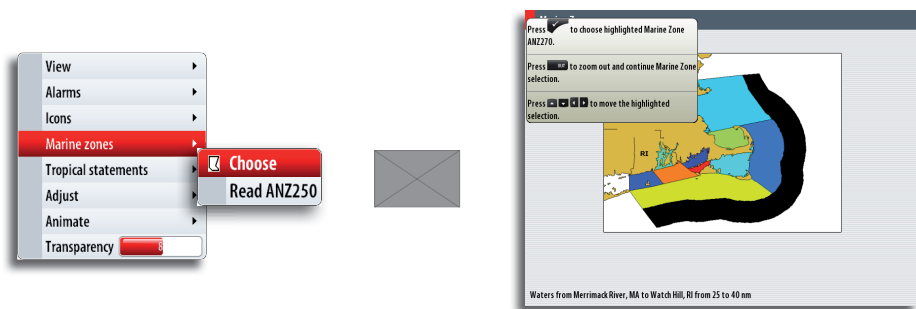 View
Alarms
Icons
Marine zones
Tropical statements
Adjust
Animate
Transparency 8
Choose
Read ANZ250
Press to choose highlighted Marine Zone
ANZ270.
Press OUT to zoom out and continue Marine Zone
selection.
Press to move the highlighted
selection.
RI
Waters from Merrimack River, MA to Watch Hill, RI from 25 to 40 nm